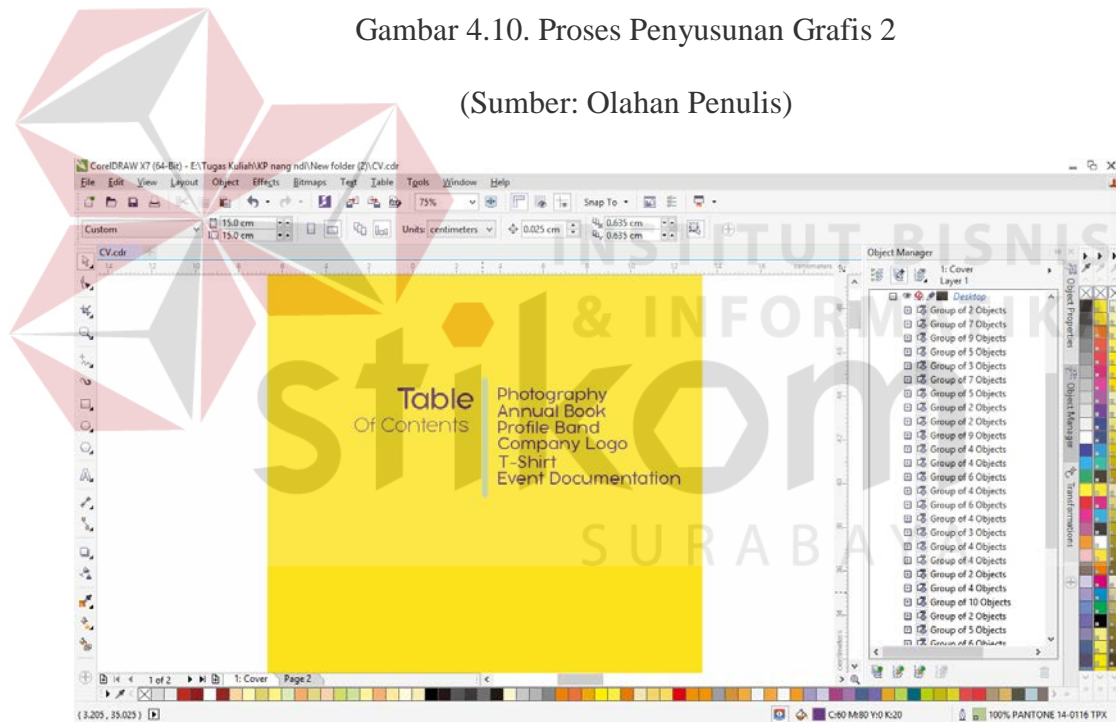 Gambar 4.10. Proses Penyusunan Grafis 2
(Sumber: Olahan Penulis)
CorelDRAW X7 (64-Bit) - E:\Tugas Kuliah\KP nang ndi\New folder (2)\CV.cdr
File Edit View Layout Object Effects Bitmaps Text Table Tools Window Help
75% Snap To
Custom 15.0 cm Units: centimeters 0.025 cm 0.635 cm
15.0 cm 0.635 cm
INSTITUT BISNIS
& INFORMATIKA
stikom
SURABAYA
CV.cdr
centimeters
Table
Of Contents
Photography
Annual Book
Profile Band
Company Logo
T-Shirt
Event Documentation
Object Manager
1: Cover
Layer 1
Desktop
Group of 2 Objects
Group of 7 Objects
Group of 9 Objects
Group of 5 Objects
Group of 3 Objects
Group of 7 Objects
Group of 5 Objects
Group of 2 Objects
Group of 2 Objects
Group of 9 Objects
Group of 4 Objects
Group of 4 Objects
Group of 6 Objects
Group of 4 Objects
Group of 6 Objects
Group of 4 Objects
Group of 3 Objects
Group of 4 Objects
Group of 4 Objects
Group of 2 Objects
Group of 4 Objects
Group of 10 Objects
Group of 2 Objects
Group of 5 Objects
Group of 6 Objects
Object Properties
Object Manager
Transformations
1 of 2 1: Cover Page 2
(3.205, 35.025) C:60 M:80 Y:0 K:20 100% PANTONE 14-0116 TPX